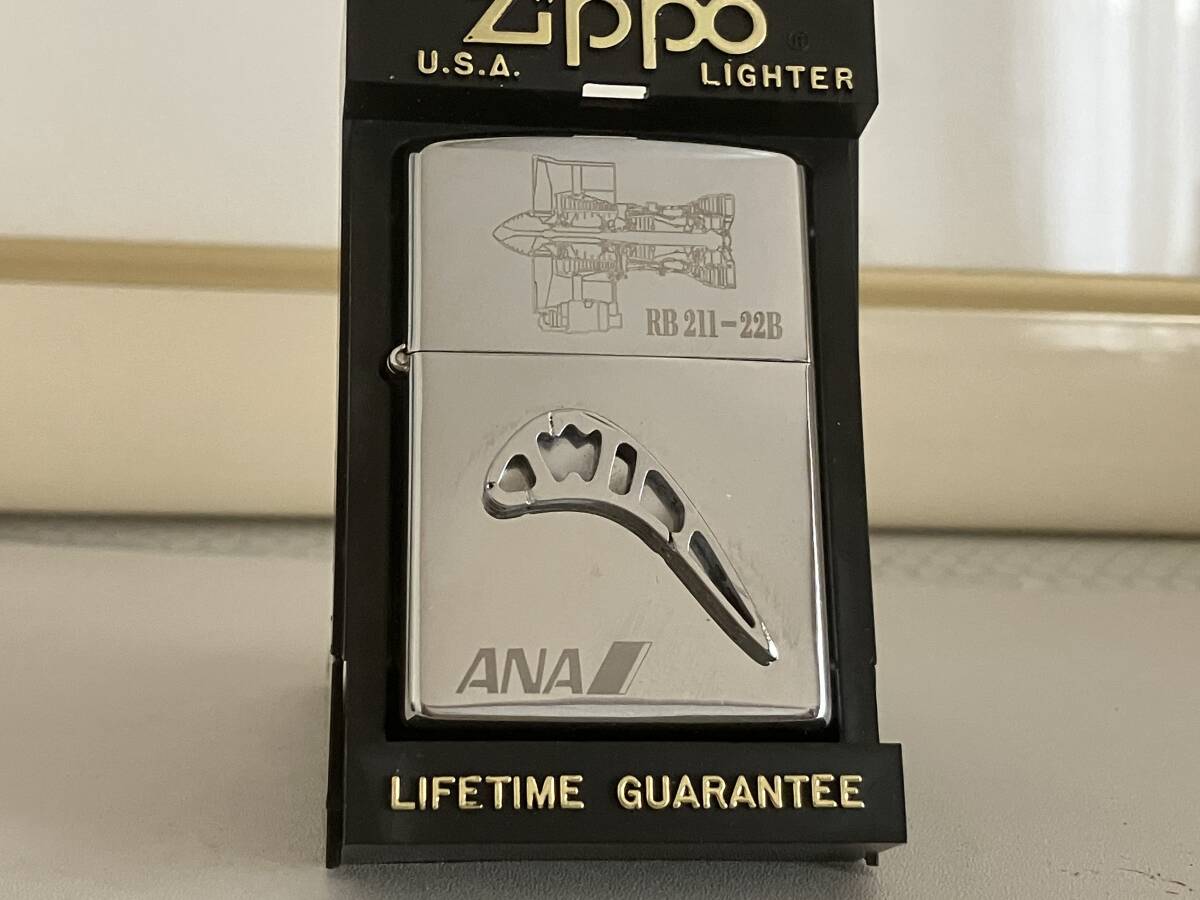 Zippo ®
U.S.A. LIGHTER
RB 211-22B
ANA
LIFETIME GUARANTEE